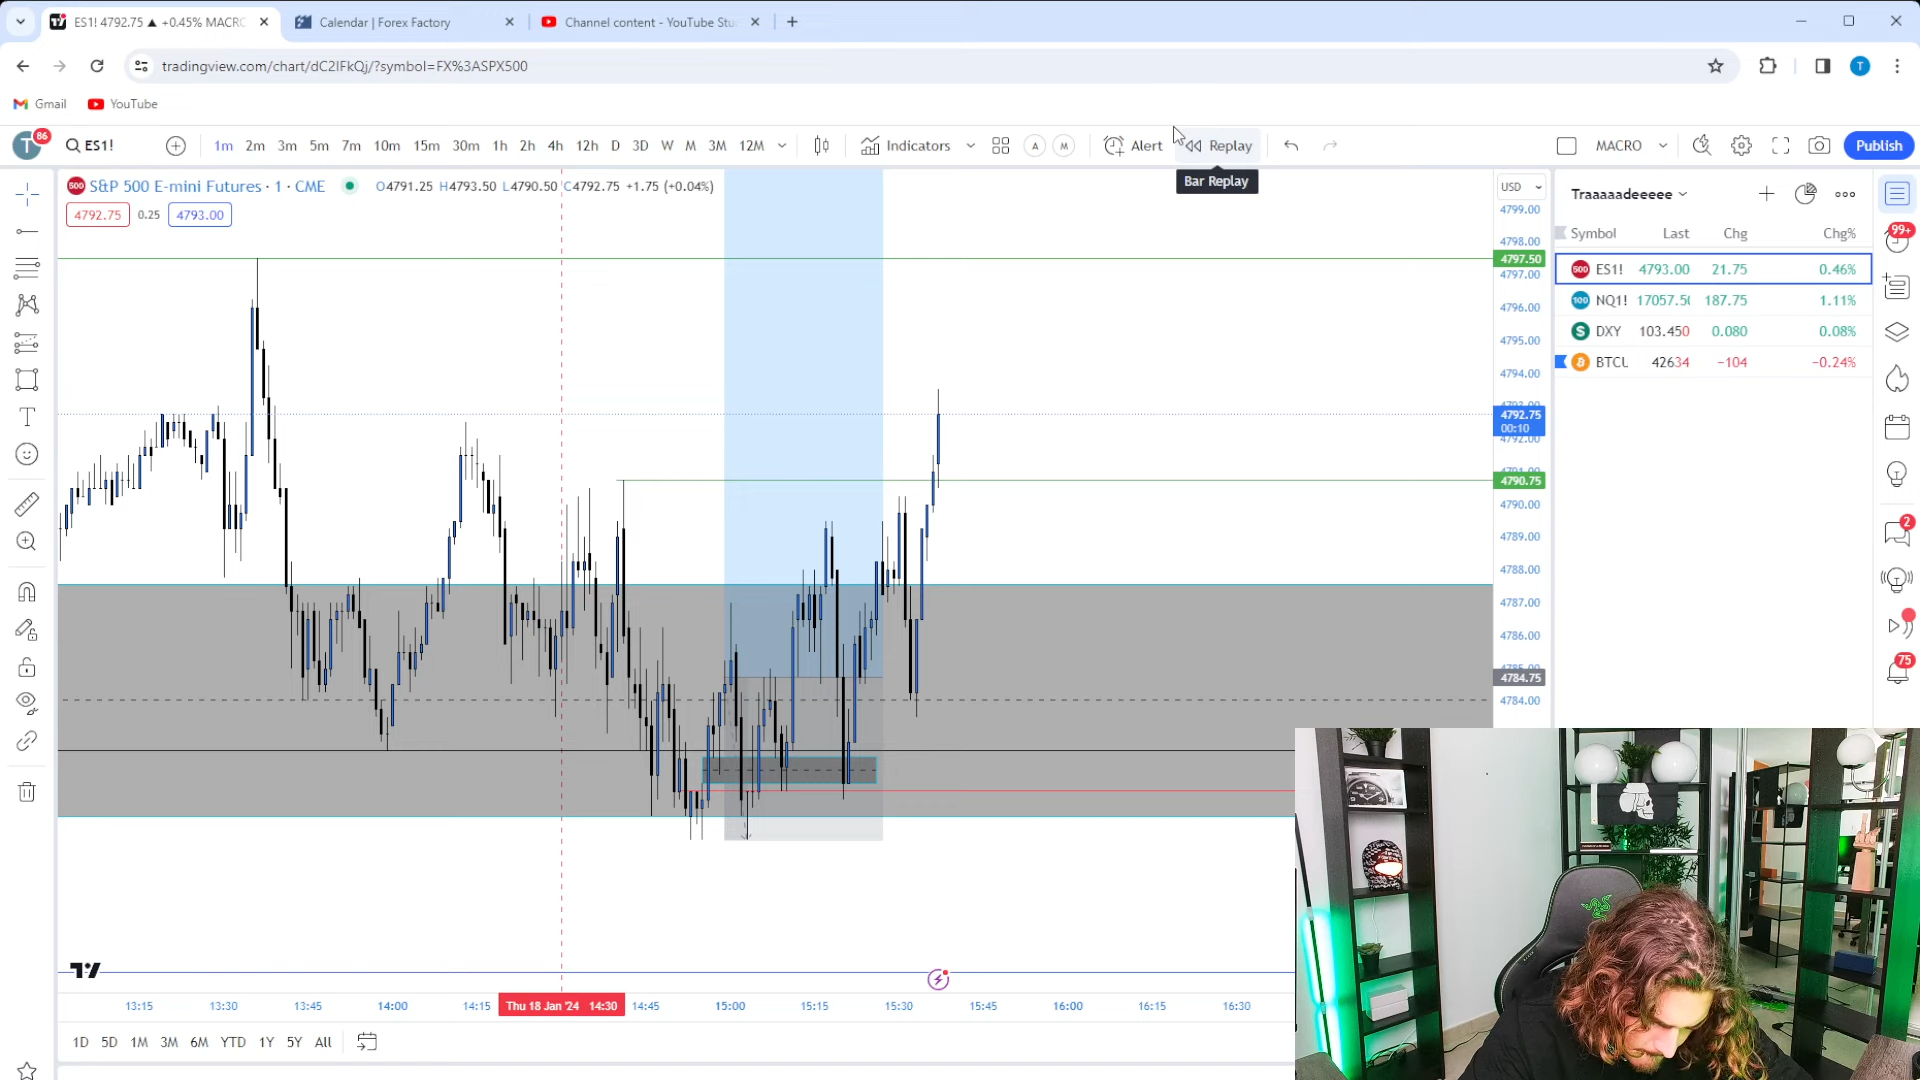 ES1! 4792.75 ▲ +0.45% MACRO
Calendar | Forex Factory
Channel content - YouTube Stu
tradingview.com/chart/dC2IFkQj/?symbol=FX%3ASPX500
T
Gmail
YouTube
T
86
ES1!
1m 2m 3m 5m 7m 10m 15m 30m 1h 2h 4h 12h D 3D W M 3M 12M
Indicators
A
M
Alert
Replay
MACRO
Publish
Bar Replay
500 S&P 500 E-mini Futures · 1 · CME
O4791.25 H4793.50 L4790.50 C4792.75 +1.75 (+0.04%)
4792.75 0.25 4793.00
USD
4799.00
4798.00
4797.50
4797.00
4796.00
4795.00
4794.00
4792.75
00:10
4792.00
4790.75
4790.00
4789.00
4788.00
4787.00
4786.00
4784.75
4784.00
Traaaaadeeeee
Symbol Last Chg Chg%
500 ES1! 4793.00 21.75 0.46%
100 NQ1! 17057.50 187.75 1.11%
$ DXY 103.450 0.080 0.08%
BTCU 42634 −104 −0.24%
99+
2
75
13:15 13:30 13:45 14:00 14:15 Thu 18 Jan '24 14:30 14:45 15:00 15:15 15:30 15:45 16:00 16:15 16:30
1D 5D 1M 3M 6M YTD 1Y 5Y All